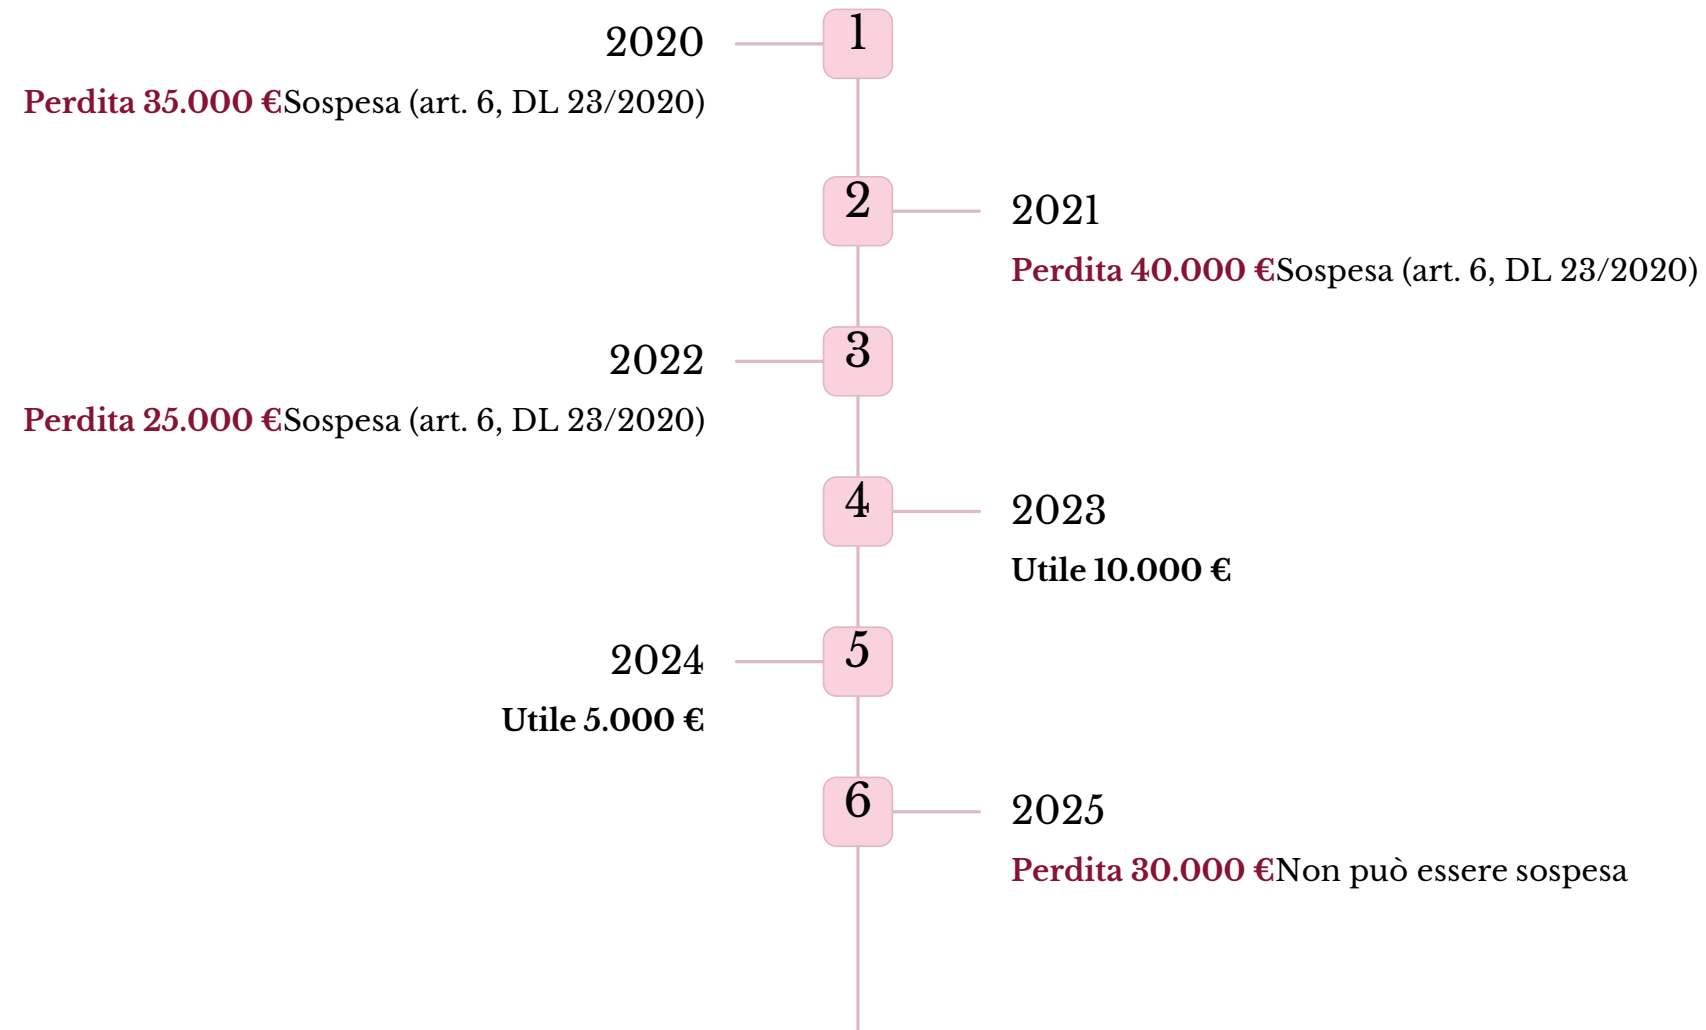 1
2020
Perdita 35.000 €Sospesa (art. 6, DL 23/2020)
2
2021
Perdita 40.000 €Sospesa (art. 6, DL 23/2020)
3
2022
Perdita 25.000 €Sospesa (art. 6, DL 23/2020)
4
2023
Utile 10.000 €
5
2024
Utile 5.000 €
6
2025
Perdita 30.000 €Non può essere sospesa